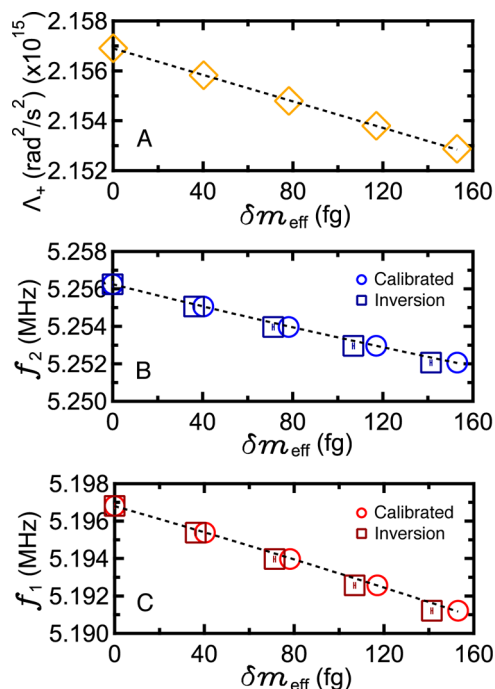 Λ₊ (rad²/s²) (x10¹⁵)
2.158
2.156
2.154
2.152
A
0 40 80 120 160
δm_eff (fg)
f₂ (MHz)
5.258
5.256
5.254
5.252
5.250
Calibrated
Inversion
B
0 40 80 120 160
δm_eff (fg)
f₁ (MHz)
5.198
5.196
5.194
5.192
5.190
Calibrated
Inversion
C
0 40 80 120 160
δm_eff (fg)